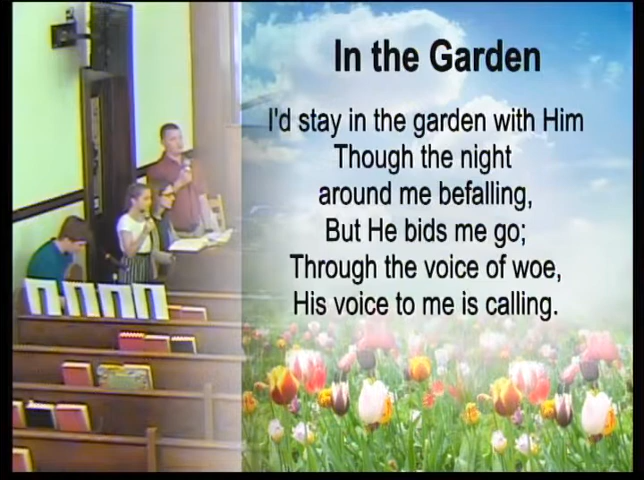 In the Garden
I'd stay in the garden with Him
Though the night
around me befalling,
But He bids me go;
Through the voice of woe,
His voice to me is calling.